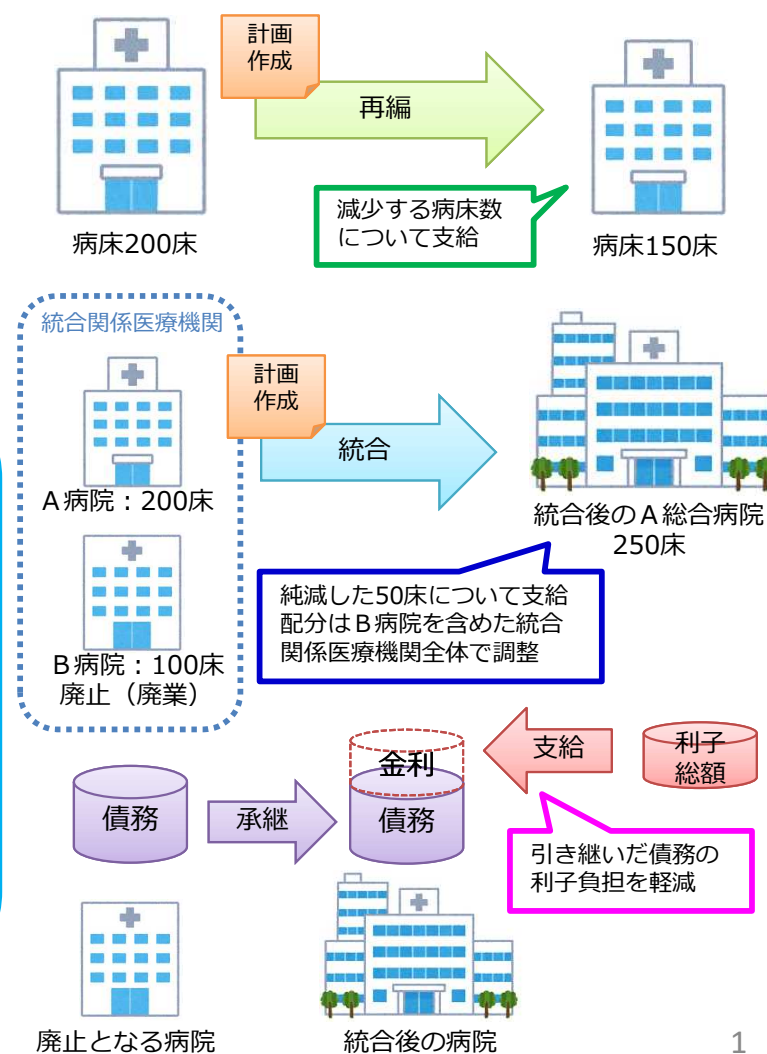 計画
作成
再編
減少する病床数
について支給
病床200床
病床150床
統合関係医療機関
計画
作成
統合
A病院：200床
B病院：100床
廃止（廃業）
統合後のA総合病院
250床
純減した50床について支給
配分はB病院を含めた統合
関係医療機関全体で調整
債務
承継
金利
債務
支給
利子
総額
引き継いだ債務の
利子負担を軽減
廃止となる病院
統合後の病院
1